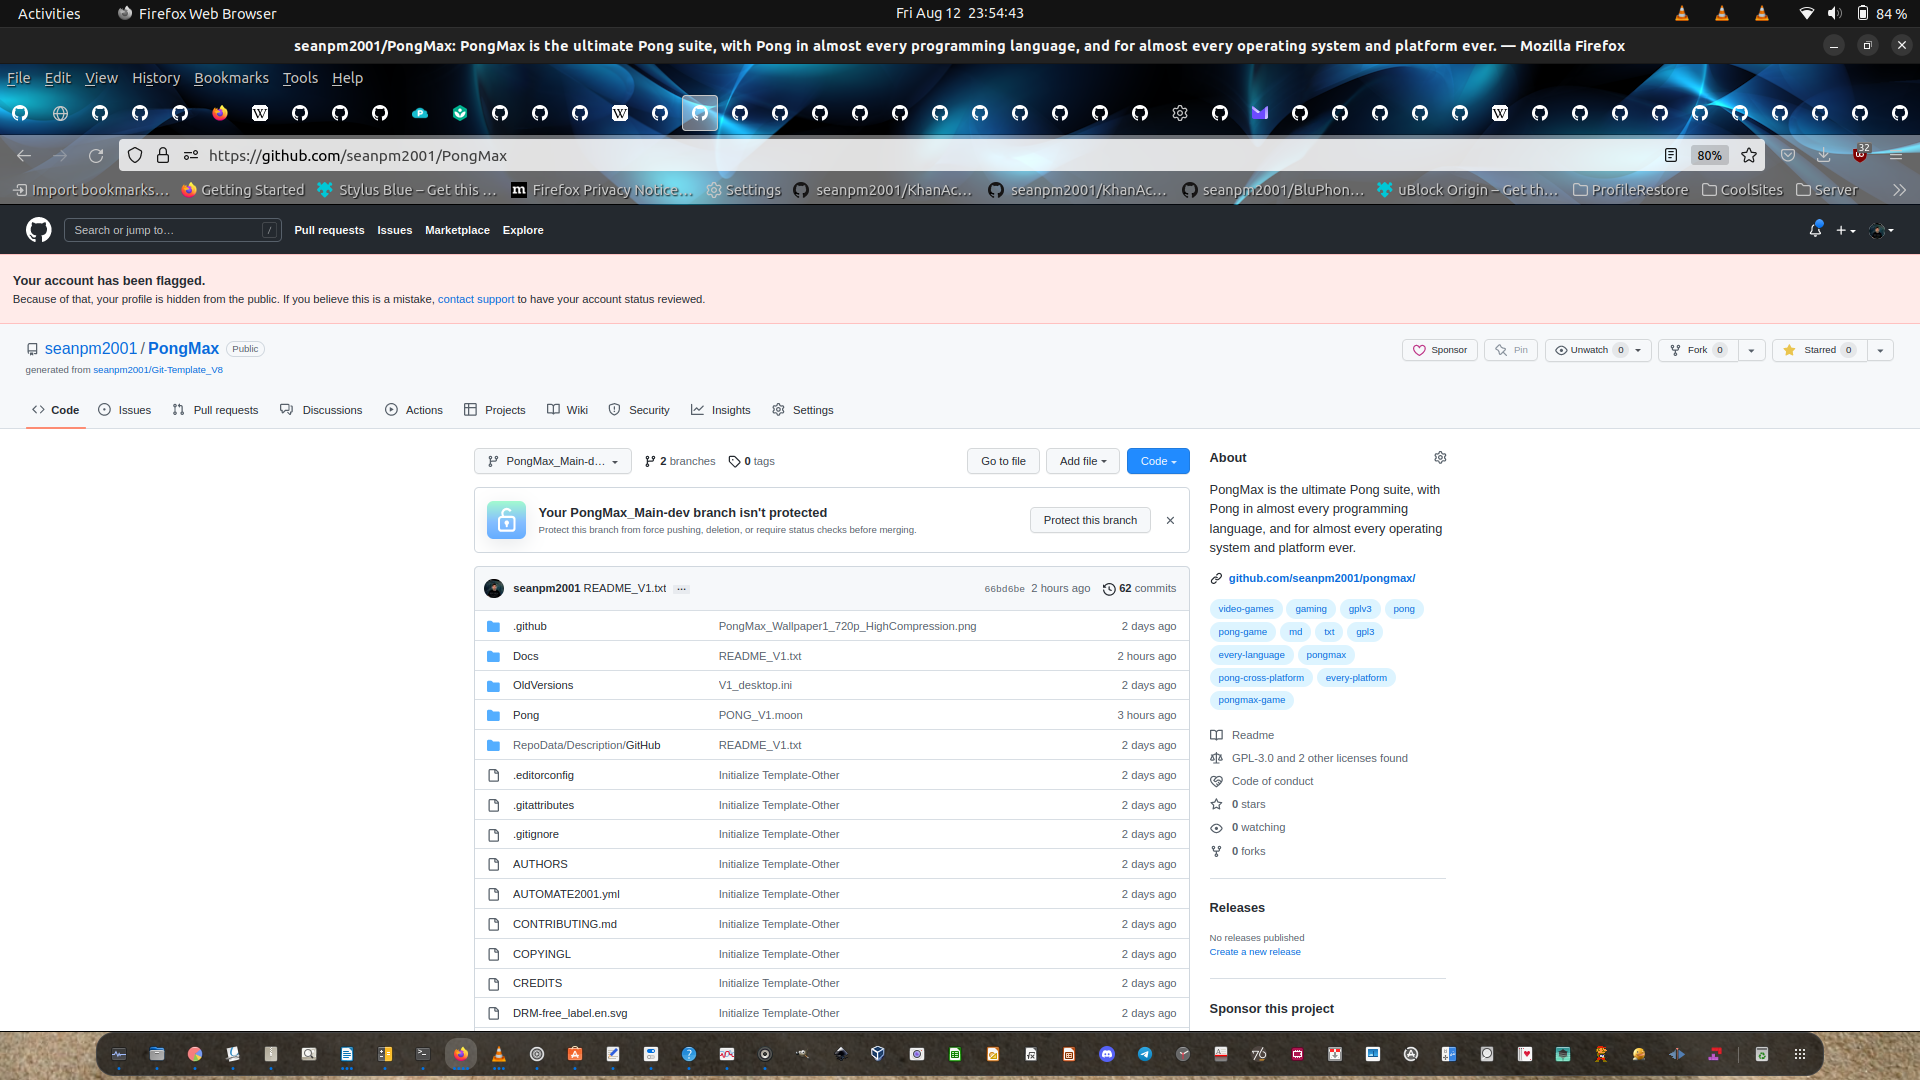 Activities Firefox Web Browser Fri Aug 12 23:54:43 84 %
seanpm2001/PongMax: PongMax is the ultimate Pong suite, with Pong in almost every programming language, and for almost every operating system and platform ever. — Mozilla Firefox
File Edit View History Bookmarks Tools Help
https://github.com/seanpm2001/PongMax 80% 32
Import bookmarks… Getting Started Stylus Blue – Get this … Firefox Privacy Notice… Settings seanpm2001/KhanAc… seanpm2001/KhanAc… seanpm2001/BluPhon… uBlock Origin – Get th… ProfileRestore CoolSites Server
Search or jump to… / Pull requests Issues Marketplace Explore
Your account has been flagged.
Because of that, your profile is hidden from the public. If you believe this is a mistake, contact support to have your account status reviewed.
seanpm2001 / PongMax Public Sponsor Pin Unwatch 0 Fork 0 Starred 0
generated from seanpm2001/Git-Template_V8
Code Issues Pull requests Discussions Actions Projects Wiki Security Insights Settings
PongMax_Main-d… 2 branches 0 tags Go to file Add file Code
Your PongMax_Main-dev branch isn't protected
Protect this branch from force pushing, deletion, or require status checks before merging.
Protect this branch
seanpm2001 README_V1.txt … 66bd6be 2 hours ago 62 commits
.github PongMax_Wallpaper1_720p_HighCompression.png 2 days ago
Docs README_V1.txt 2 hours ago
OldVersions V1_desktop.ini 2 days ago
Pong PONG_V1.moon 3 hours ago
RepoData/Description/GitHub README_V1.txt 2 days ago
.editorconfig Initialize Template-Other 2 days ago
.gitattributes Initialize Template-Other 2 days ago
.gitignore Initialize Template-Other 2 days ago
AUTHORS Initialize Template-Other 2 days ago
AUTOMATE2001.yml Initialize Template-Other 2 days ago
CONTRIBUTING.md Initialize Template-Other 2 days ago
COPYINGL Initialize Template-Other 2 days ago
CREDITS Initialize Template-Other 2 days ago
DRM-free_label.en.svg Initialize Template-Other 2 days ago
About
PongMax is the ultimate Pong suite, with
Pong in almost every programming
language, and for almost every operating
system and platform ever.
github.com/seanpm2001/pongmax/
video-games gaming gplv3 pong
pong-game md txt gpl3
every-language pongmax
pong-cross-platform every-platform
pongmax-game
Readme
GPL-3.0 and 2 other licenses found
Code of conduct
0 stars
0 watching
0 forks
Releases
No releases published
Create a new release
Sponsor this project